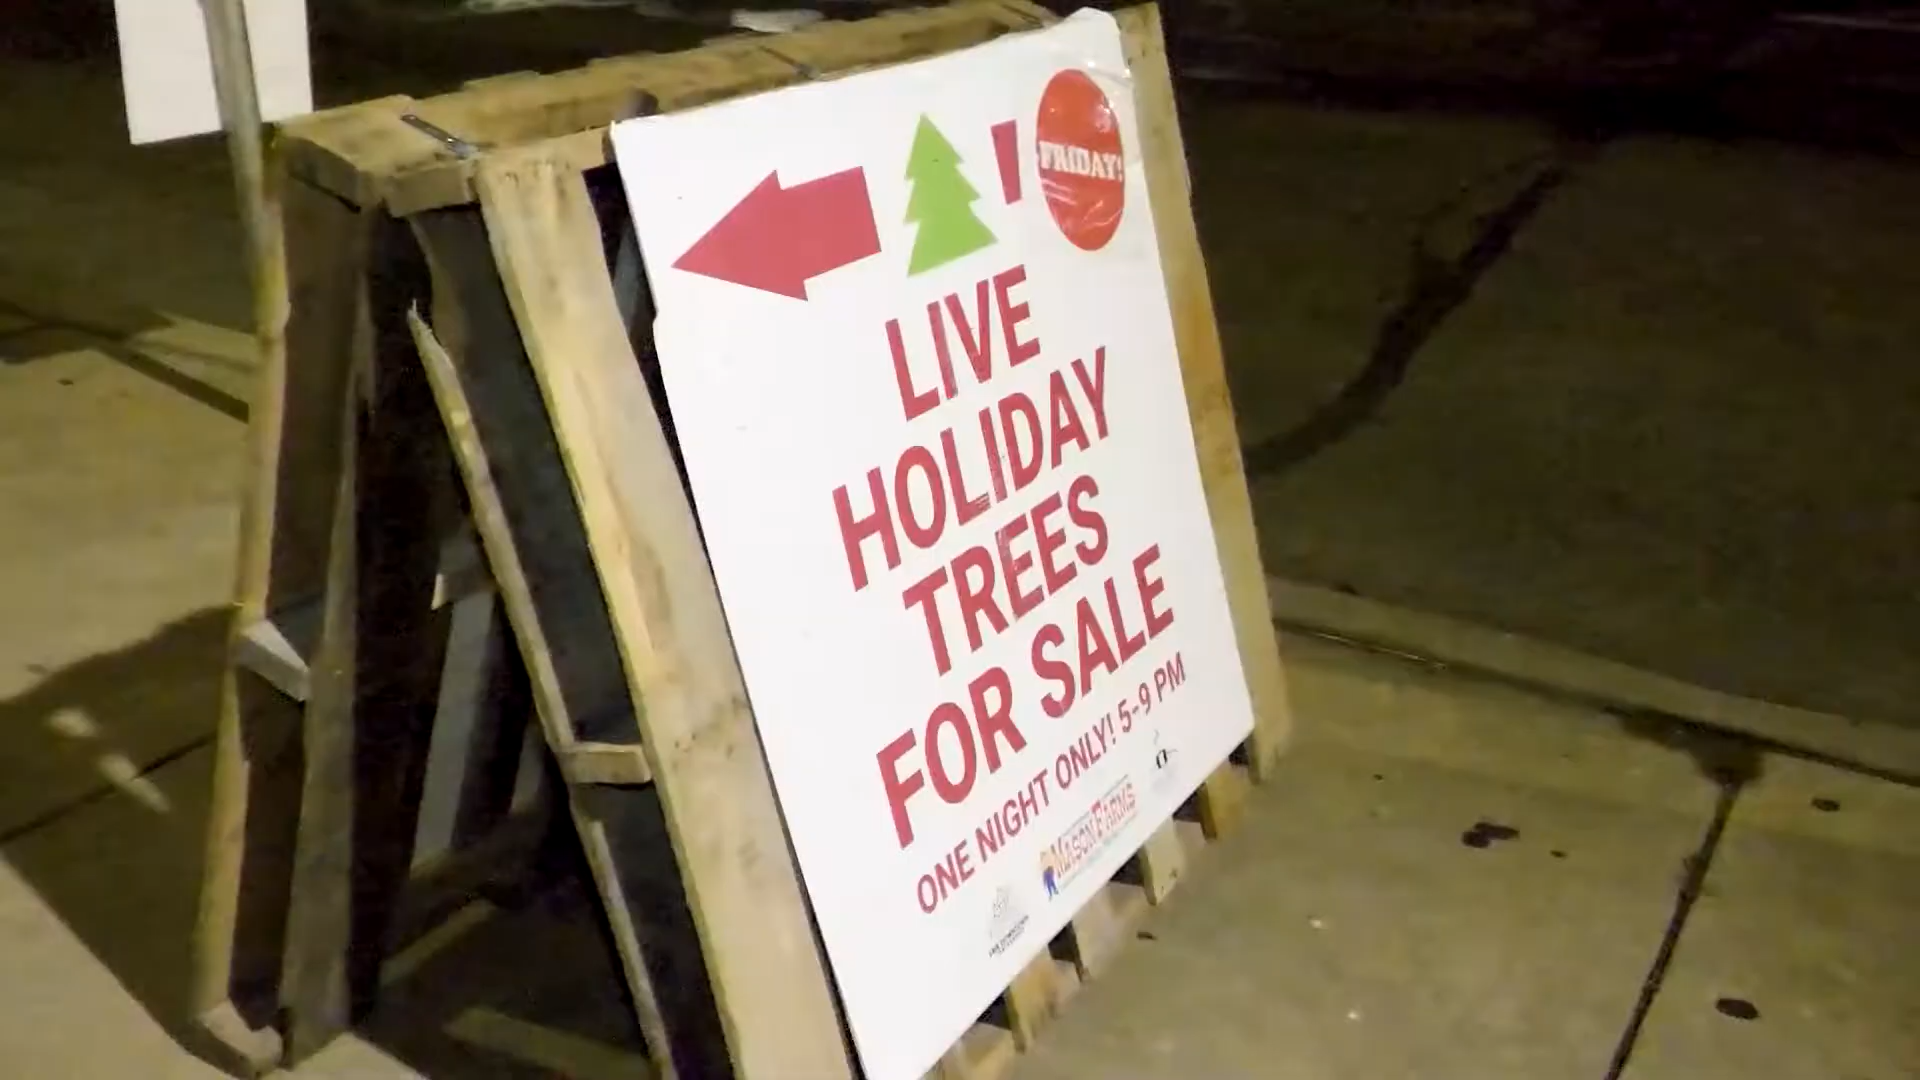 FRIDAY!
LIVE
HOLIDAY
TREES
FOR SALE
ONE NIGHT ONLY! 5-9 PM
MASON FARMS